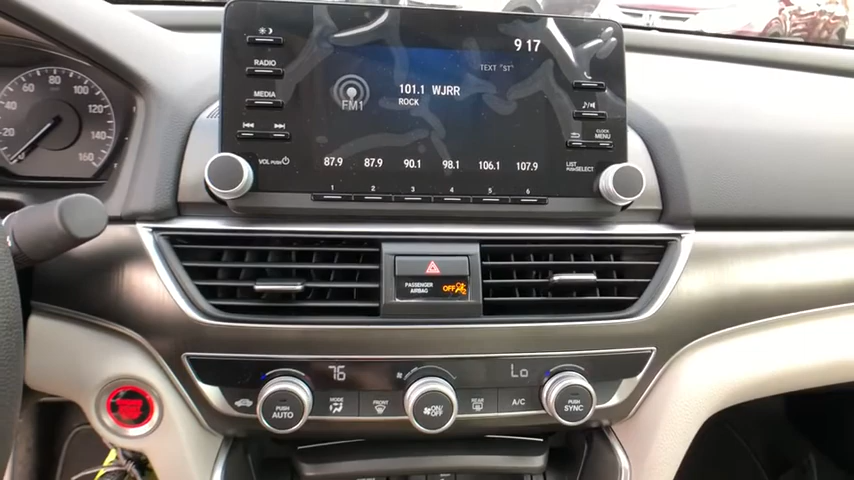 9 17
RADIO
TEXT "ST"
101.1 WJRR
FM1
ROCK
MEDIA
CLOCK
MENU
VOL PUSH
87.9 87.9 90.1 98.1 106.1 107.9
LIST
PUSH SELECT
1 2 3 4 5 6
20 60 80 100 120 140 160
PASSENGER
AIRBAG
OFF
76
Lo
PUSH
AUTO
MODE
FRONT
ON/
OFF
REAR
A/C
PUSH
SYNC